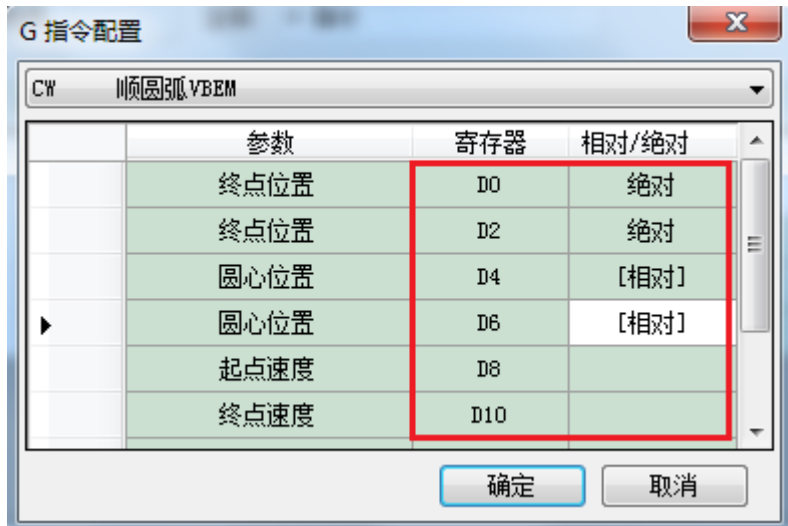 G 指令配置
CW 顺圆弧VBEM
参数 寄存器 相对/绝对
终点位置 D0 绝对
终点位置 D2 绝对
圆心位置 D4 [相对]
圆心位置 D6 [相对]
起点速度 D8
终点速度 D10
确定 取消